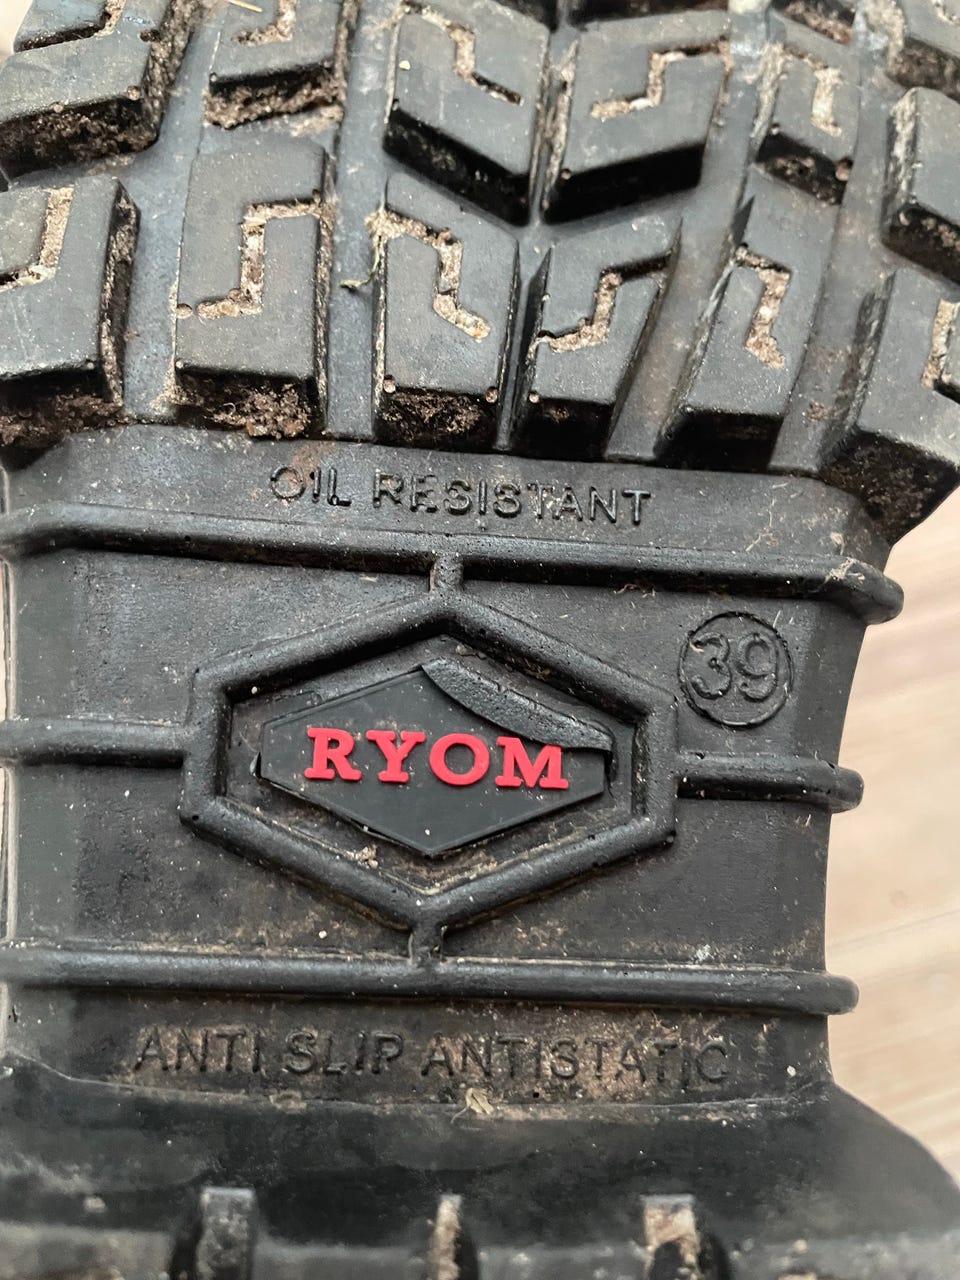 OIL RESISTANT
39
RYOM
ANTI SLIP ANTISTATIC